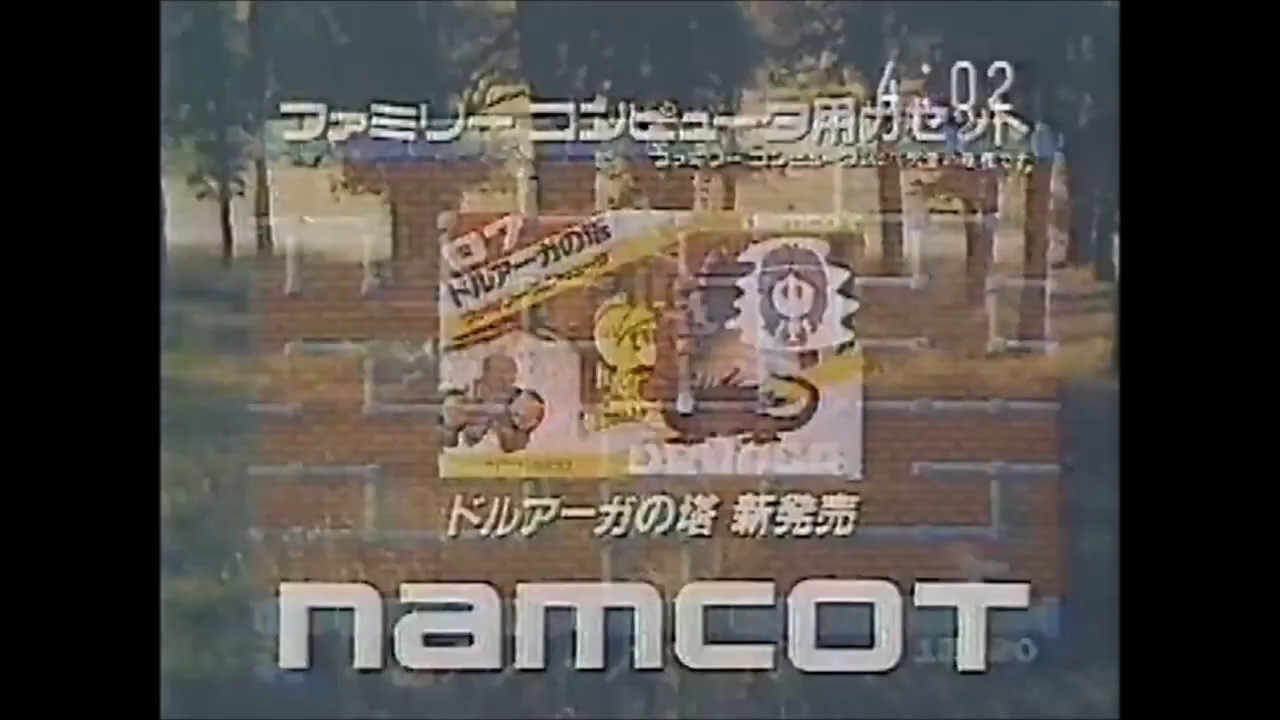 4:02
ファミリーコンピュータ用カセット
07
ドルアーガの塔
namcot
ドルアーガの塔 新発売
namcot